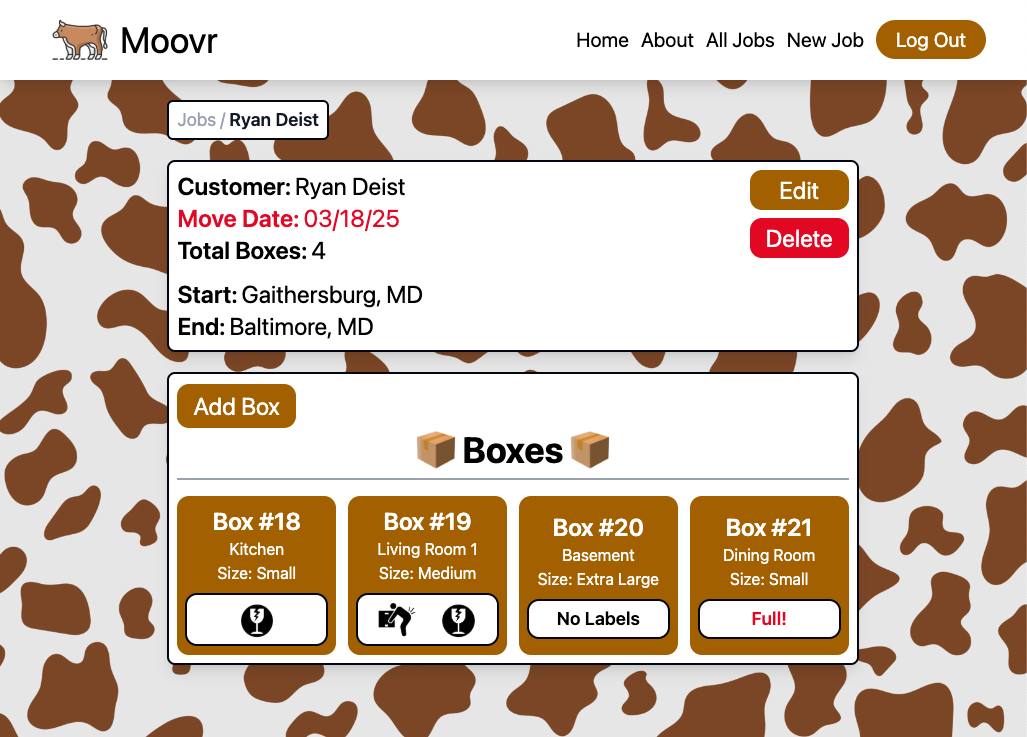 Moovr
Home About All Jobs New Job Log Out
Jobs / Ryan Deist
Customer: Ryan Deist
Edit
Move Date: 03/18/25
Delete
Total Boxes: 4
Start: Gaithersburg, MD
End: Baltimore, MD
Add Box
Boxes
Box #18
Kitchen
Size: Small
Box #19
Living Room 1
Size: Medium
Box #20
Basement
Size: Extra Large
No Labels
Box #21
Dining Room
Size: Small
Full!